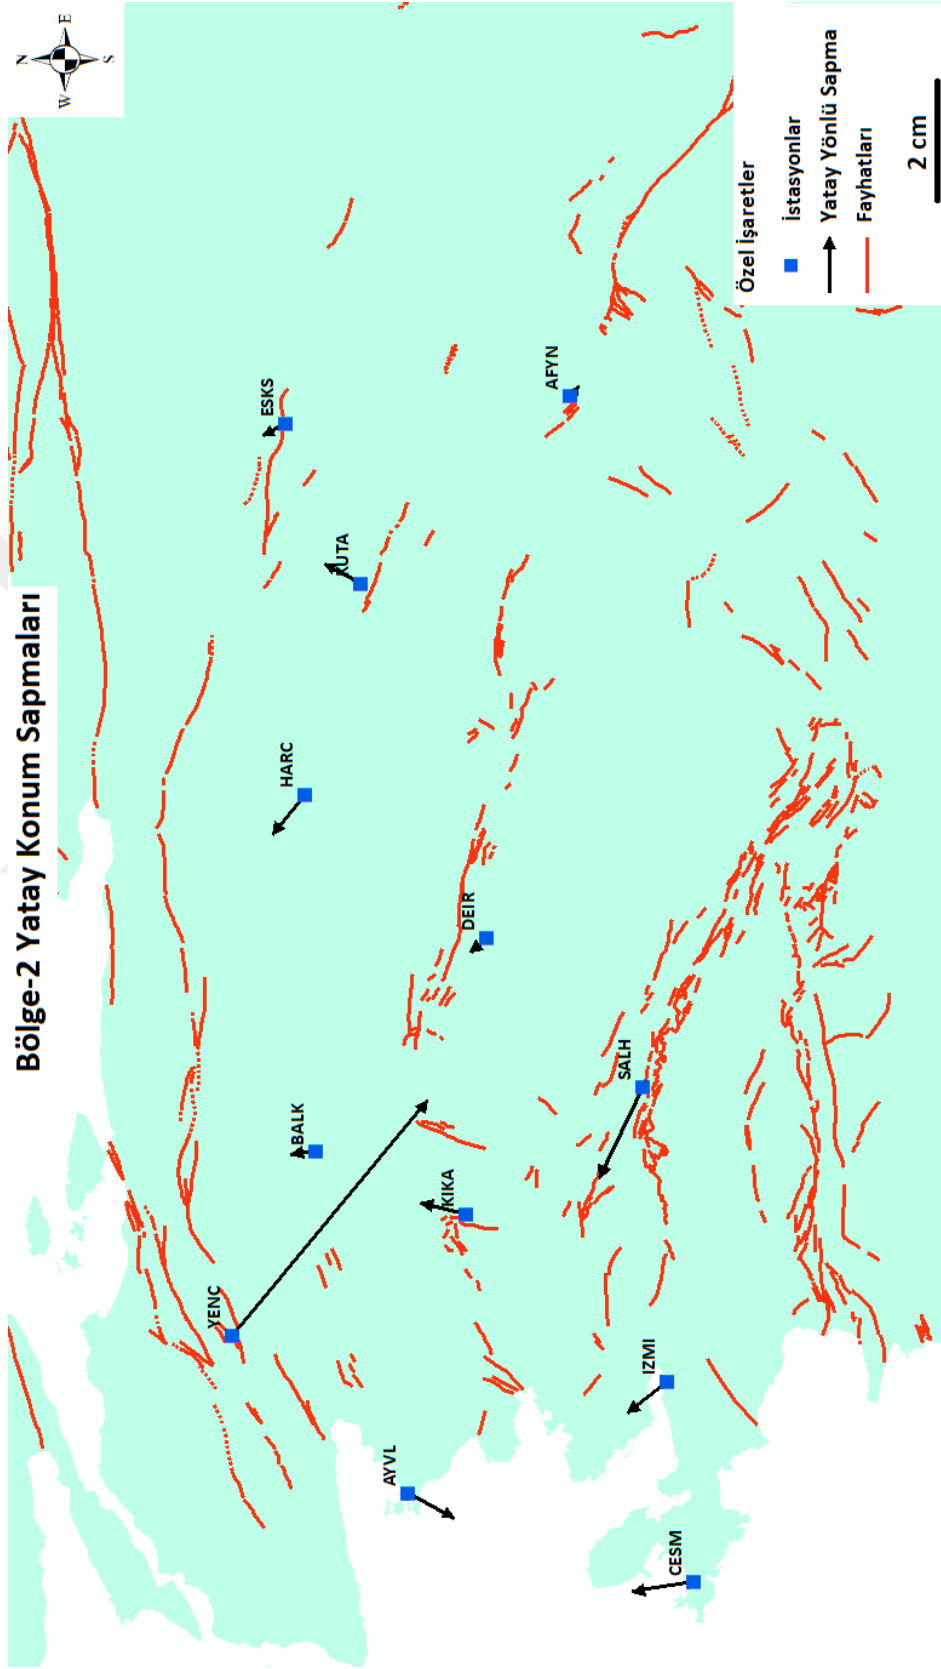 Bölge-2 Yatay Konum Sapmaları
N
W
E
S
ESKS
AFYN
KUTA
HARC
DEIR
BALK
SALH
KIKA
YENC
IZMI
AYVL
CESM
Özel İşaretler
İstasyonlar
Yatay Yönlü Sapma
Fayhatları
2 cm